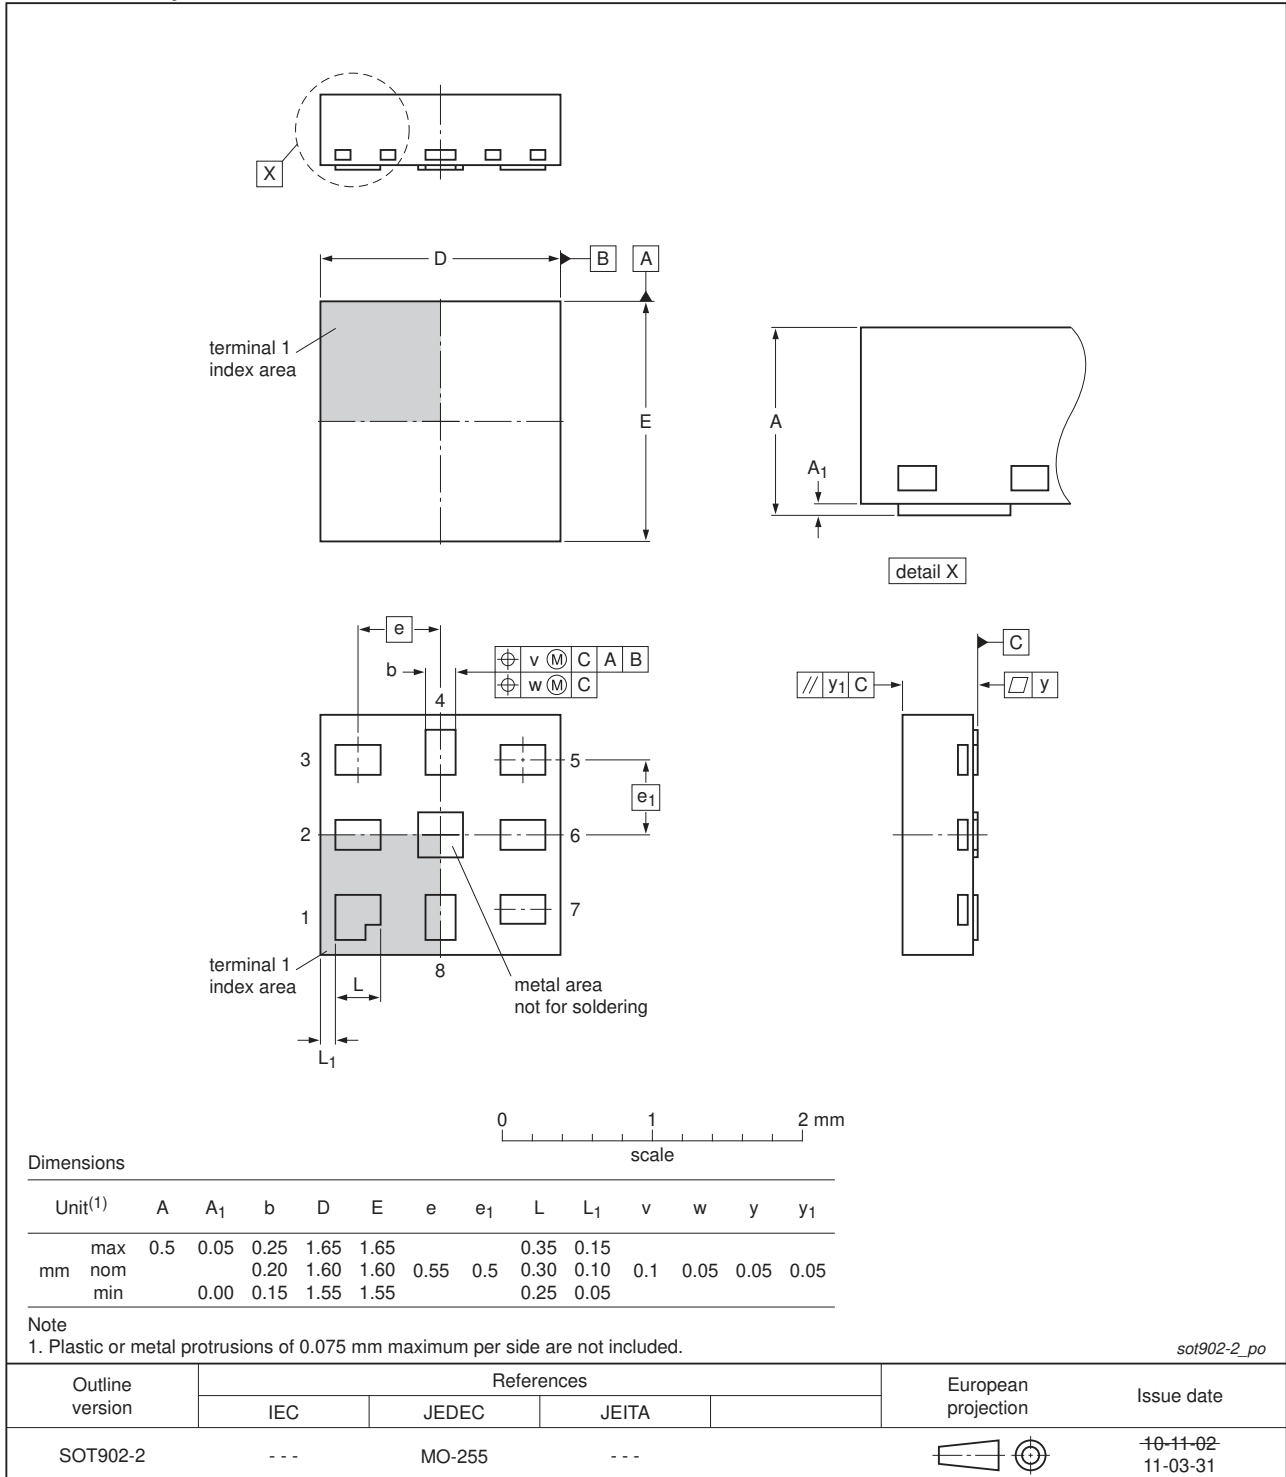 X
D
B
A
terminal 1
index area
E
A
A1
detail X
e
b
v M C A B
w M C
4
3
5
e1
2
6
1
7
terminal 1
index area
8
L
metal area
not for soldering
L1
C
// y1 C
y
0 1 2 mm
scale
Dimensions
Unit(1) A A1 b D E e e1 L L1 v w y y1
max 0.5 0.05 0.25 1.65 1.65 0.35 0.15
mm nom 0.20 1.60 1.60 0.55 0.5 0.30 0.10 0.1 0.05 0.05 0.05
min 0.00 0.15 1.55 1.55 0.25 0.05
Note
1. Plastic or metal protrusions of 0.075 mm maximum per side are not included.
sot902-2_po
Outline version References European projection Issue date
IEC JEDEC JEITA
SOT902-2 - - - MO-255 - - - 10-11-02
11-03-31